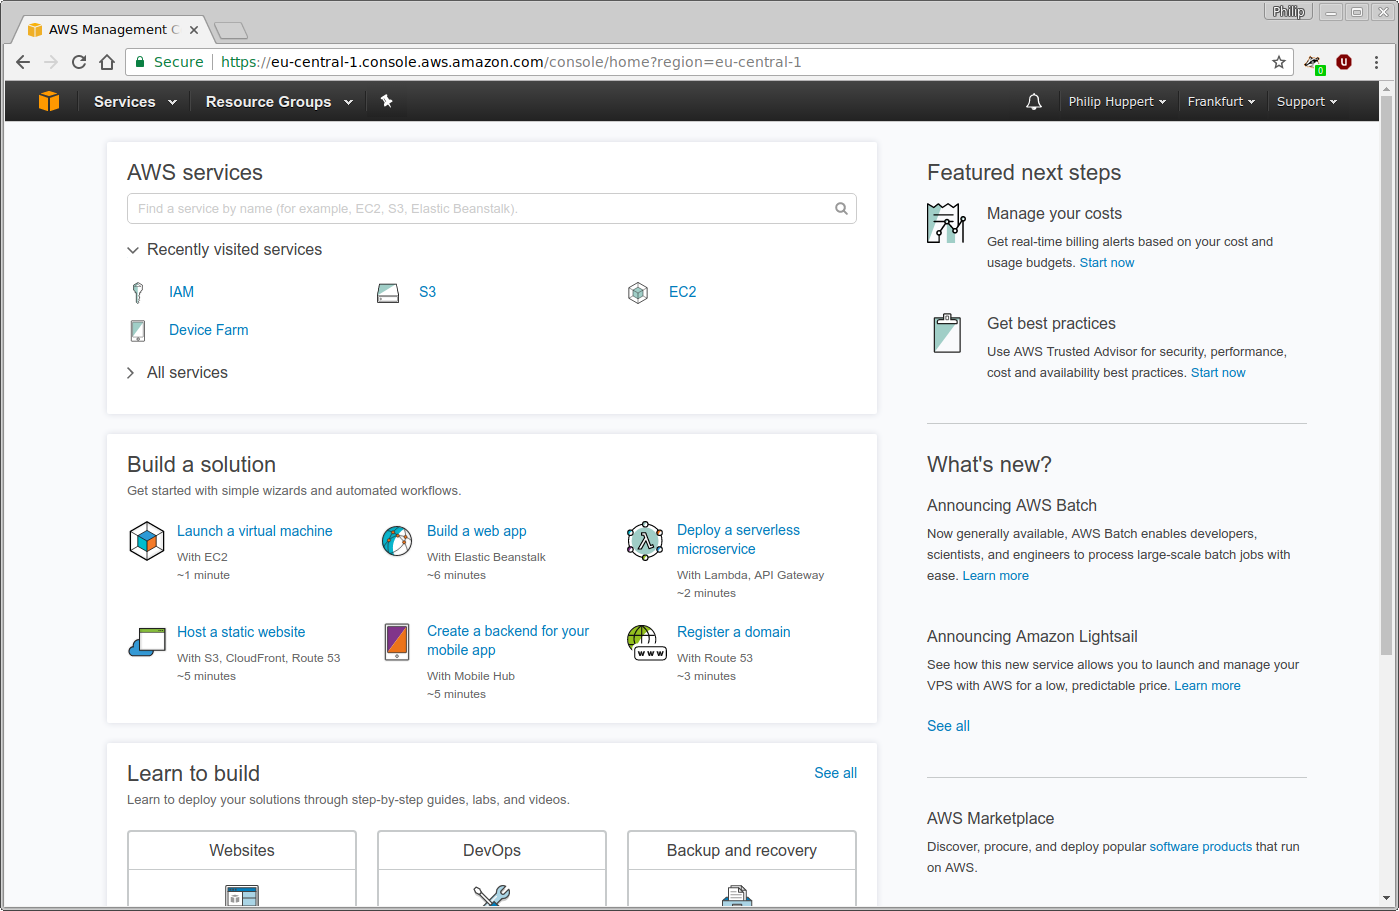 Philip
AWS Management C
Secure https://eu-central-1.console.aws.amazon.com/console/home?region=eu-central-1
0
U
Services Resource Groups Philip Huppert Frankfurt Support
AWS services
Find a service by name (for example, EC2, S3, Elastic Beanstalk).
Recently visited services
IAM S3 EC2
Device Farm
All services
Build a solution
Get started with simple wizards and automated workflows.
Launch a virtual machine
With EC2
~1 minute
Build a web app
With Elastic Beanstalk
~6 minutes
Deploy a serverless
microservice
With Lambda, API Gateway
~2 minutes
Host a static website
With S3, CloudFront, Route 53
~5 minutes
Create a backend for your
mobile app
With Mobile Hub
~5 minutes
www
Register a domain
With Route 53
~3 minutes
Learn to build See all
Learn to deploy your solutions through step-by-step guides, labs, and videos.
Websites DevOps Backup and recovery
Featured next steps
Manage your costs
Get real-time billing alerts based on your cost and
usage budgets. Start now
Get best practices
Use AWS Trusted Advisor for security, performance,
cost and availability best practices. Start now
What's new?
Announcing AWS Batch
Now generally available, AWS Batch enables developers,
scientists, and engineers to process large-scale batch jobs with
ease. Learn more
Announcing Amazon Lightsail
See how this new service allows you to launch and manage your
VPS with AWS for a low, predictable price. Learn more
See all
AWS Marketplace
Discover, procure, and deploy popular software products that run
on AWS.